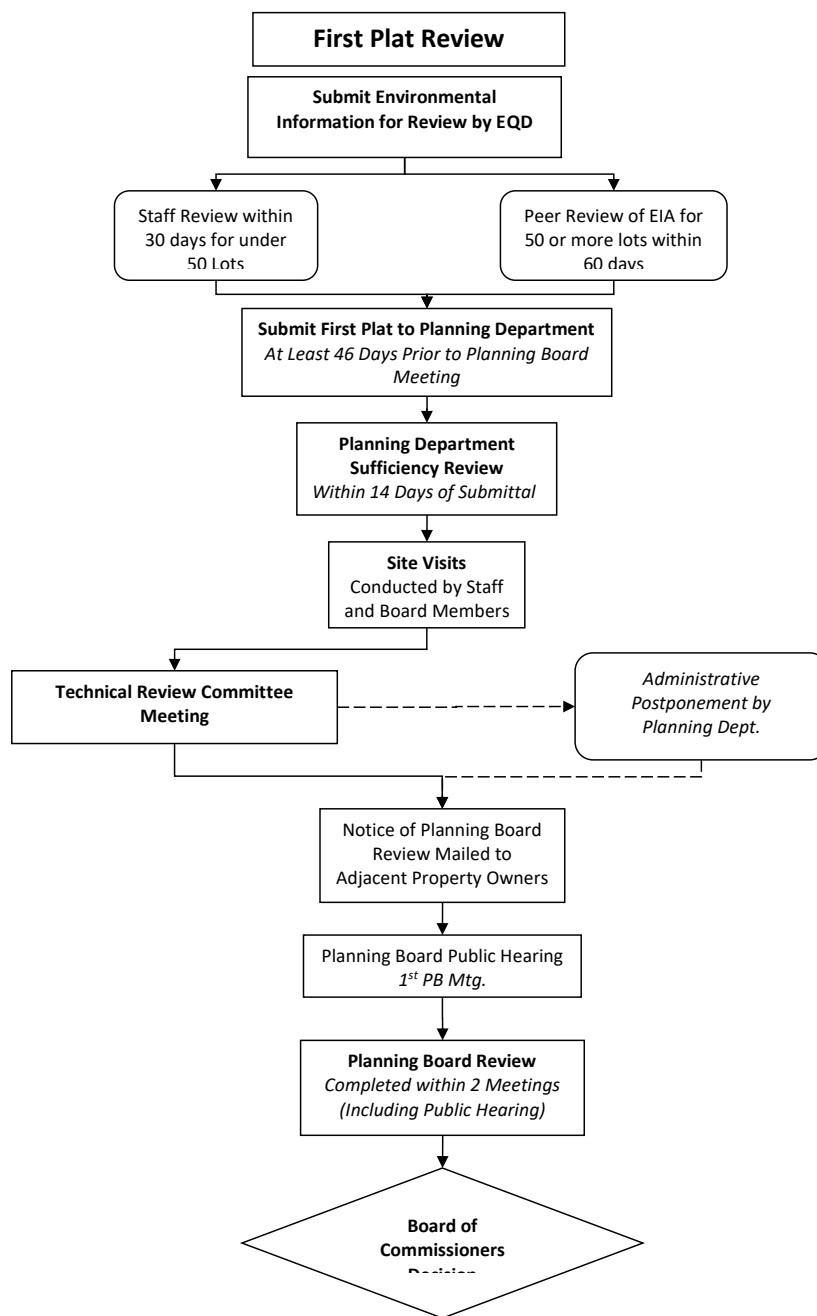 First Plat Review
Submit Environmental
Information for Review by EQD
Staff Review within
30 days for under
50 Lots
Peer Review of EIA for
50 or more lots within
60 days
Submit First Plat to Planning Department
At Least 46 Days Prior to Planning Board
Meeting
Planning Department
Sufficiency Review
Within 14 Days of Submittal
Site Visits
Conducted by Staff
and Board Members
Technical Review Committee
Meeting
Administrative
Postponement by
Planning Dept.
Notice of Planning Board
Review Mailed to
Adjacent Property Owners
Planning Board Public Hearing
1st PB Mtg.
Planning Board Review
Completed within 2 Meetings
(Including Public Hearing)
Board of
Commissioners
Decision